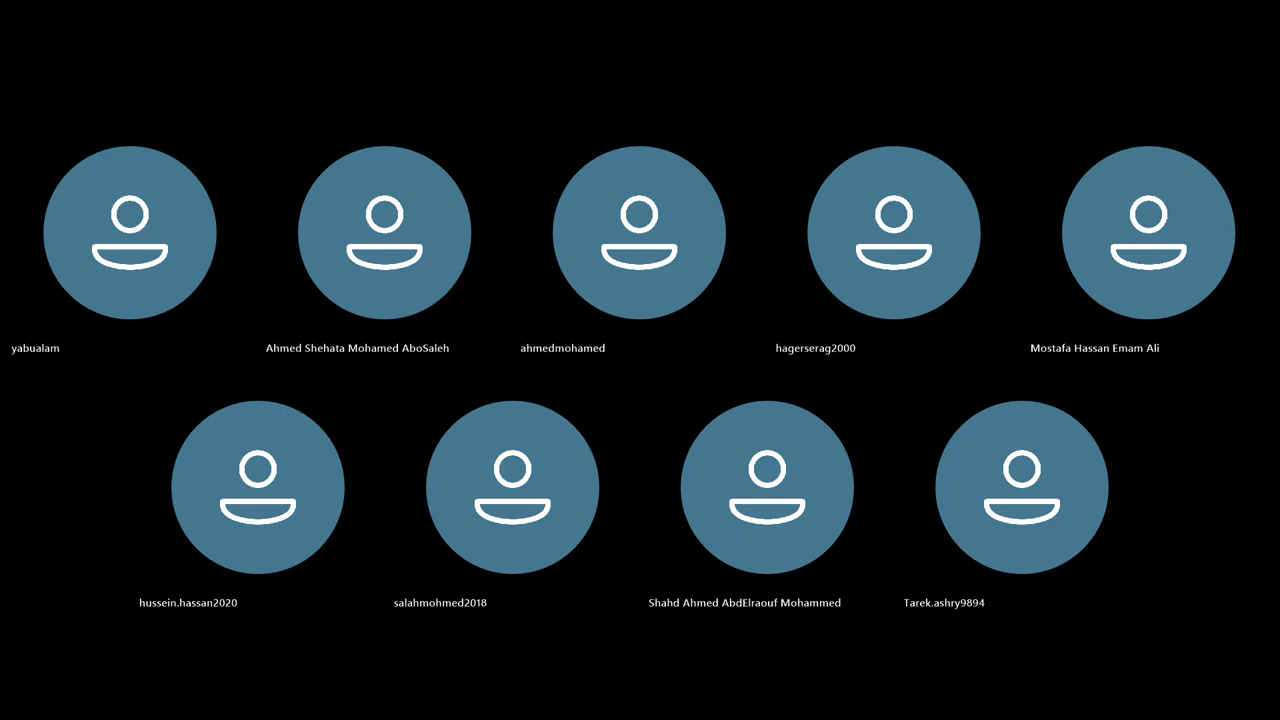 yabualam
Ahmed Shehata Mohamed AboSaleh
ahmedmohamed
hagerserag2000
Mostafa Hassan Emam Ali
hussein.hassan2020
salahmohmed2018
Shahd Ahmed AbdElraouf Mohammed
Tarek.ashry9894